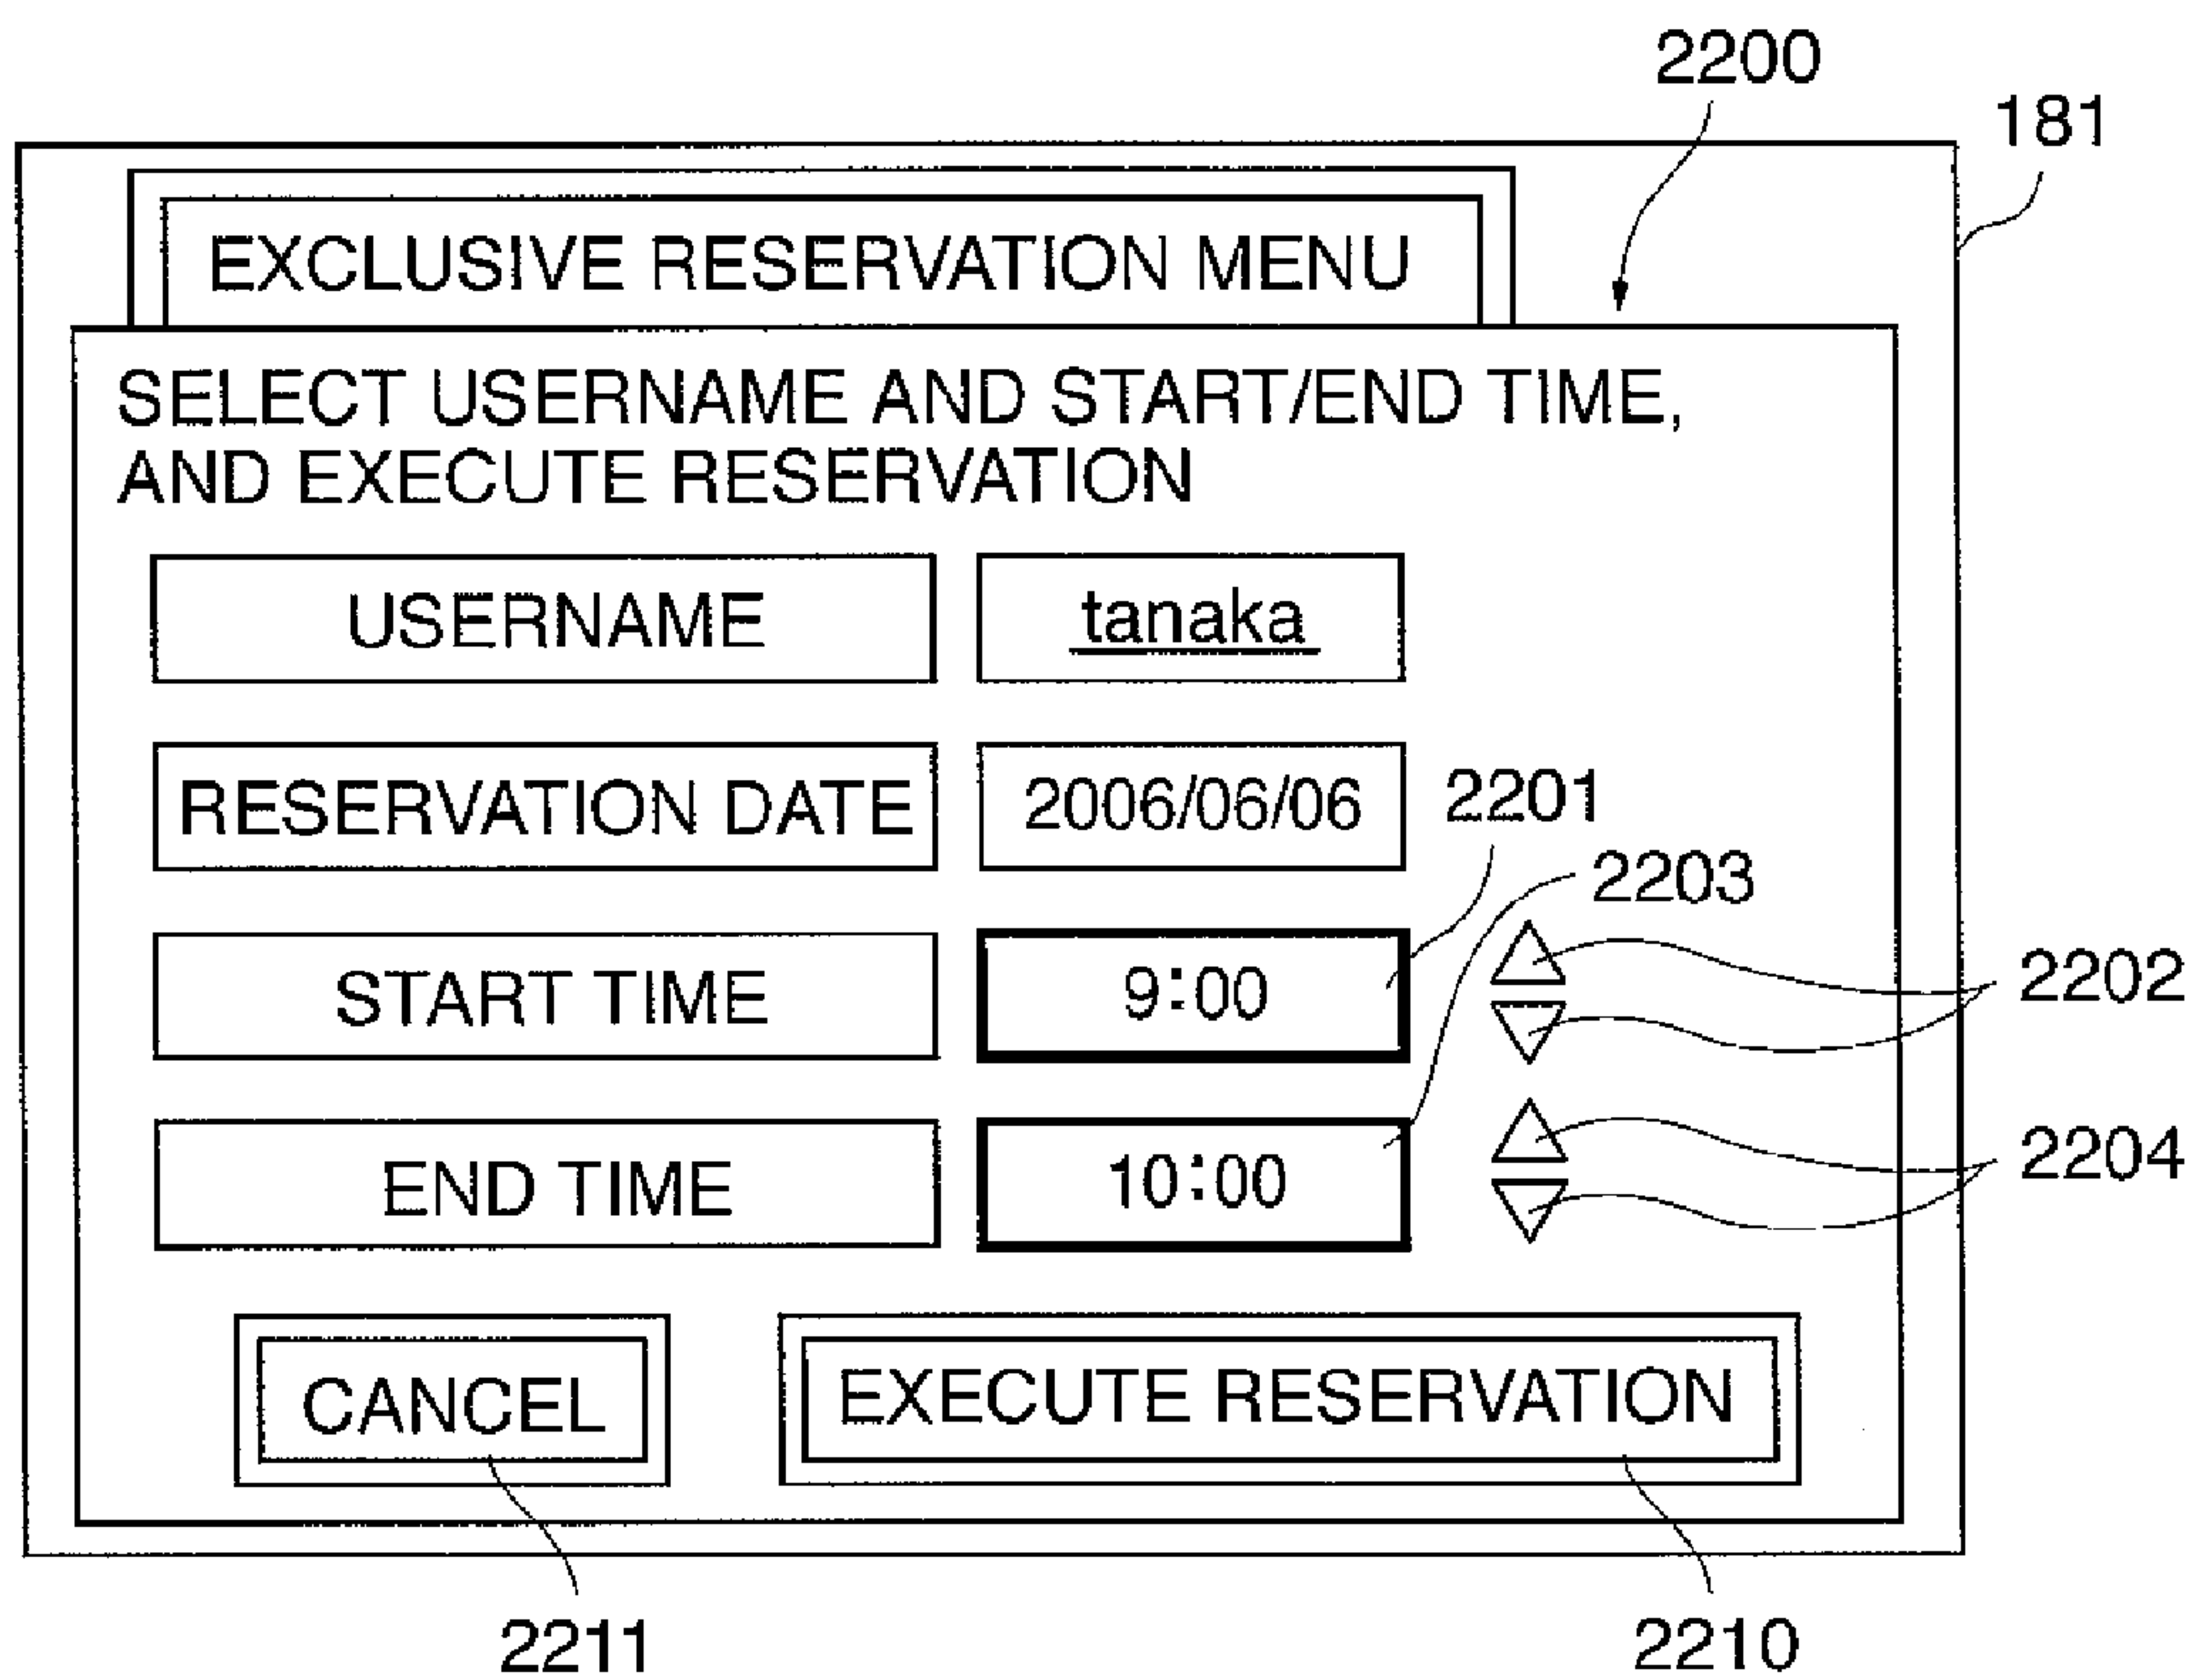 2200
181
EXCLUSIVE RESERVATION MENU
SELECT USERNAME AND START/END TIME,
AND EXECUTE RESERVATION
USERNAME tanaka
RESERVATION DATE 2006/06/06 2201
2203
START TIME 9:00 2202
END TIME 10:00 2204
CANCEL EXECUTE RESERVATION
2211 2210